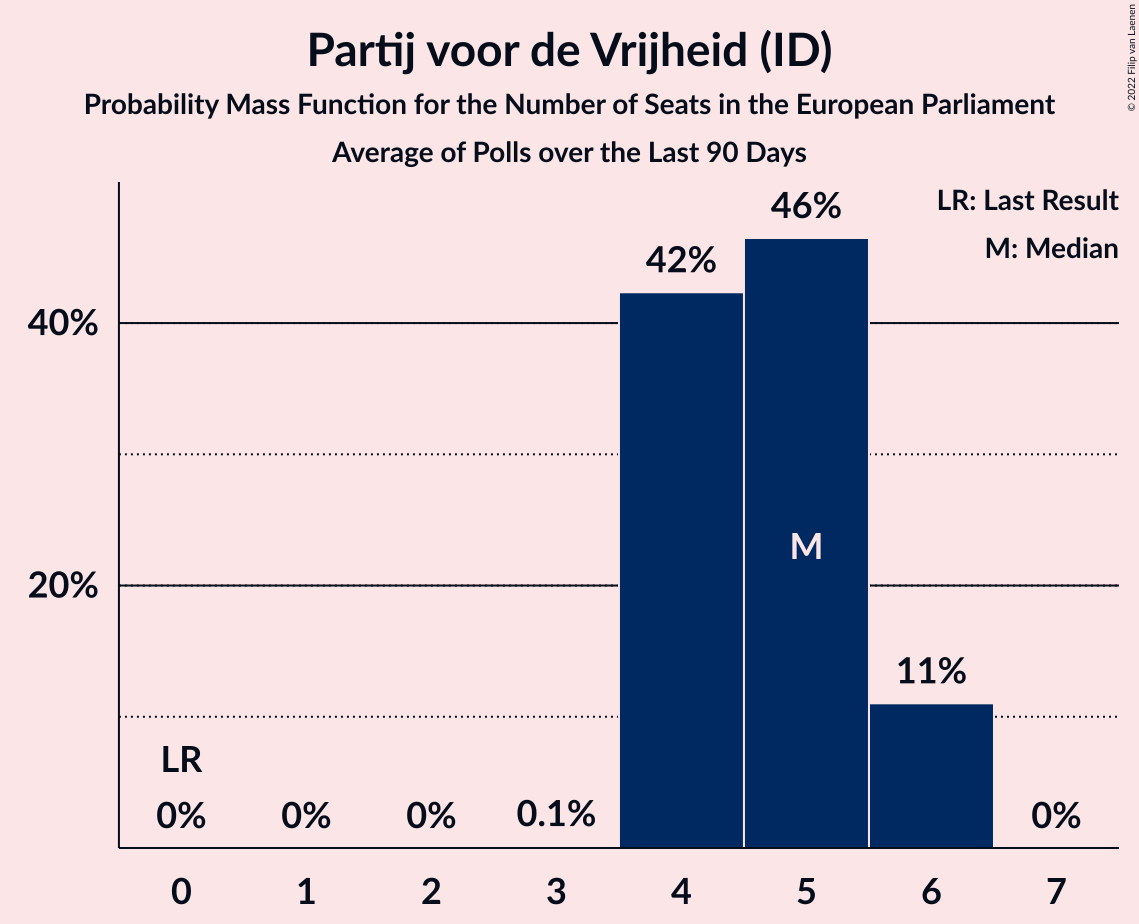 Partij voor de Vrijheid (ID)
Probability Mass Function for the Number of Seats in the European Parliament
Average of Polls over the Last 90 Days
© 2022 Filip van Laenen
LR: Last Result
M: Median
46%
42%
40%
M
20%
11%
LR
0%
0%
0%
0.1%
0%
0
1
2
3
4
5
6
7